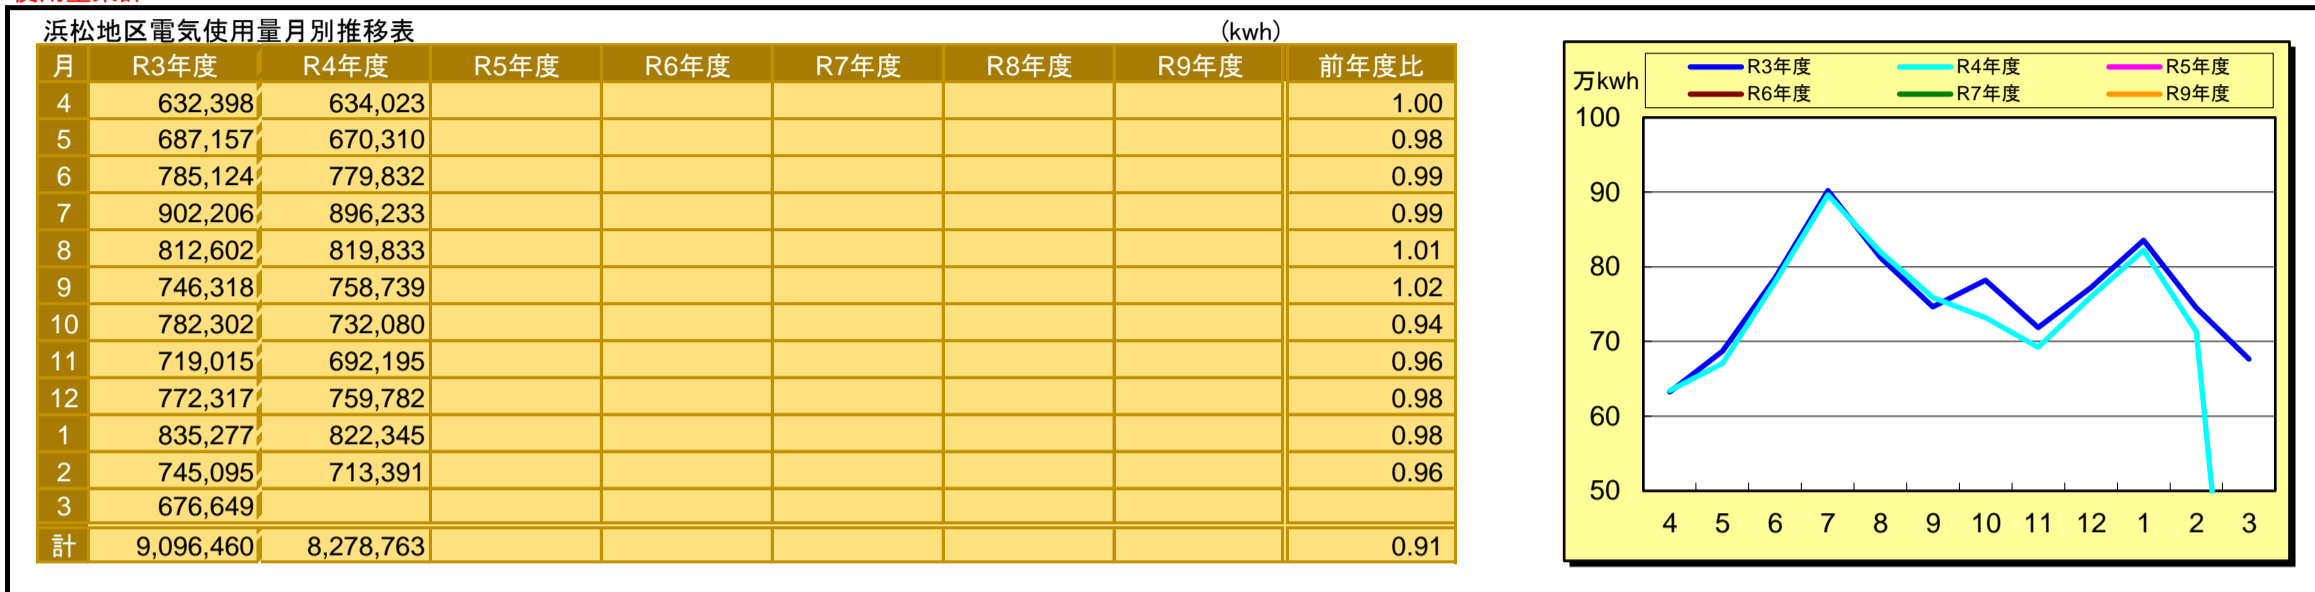 浜松地区電気使用量月別推移表 (kwh)
月 R3年度 R4年度 R5年度 R6年度 R7年度 R8年度 R9年度 前年度比
4 632,398 634,023 1.00
5 687,157 670,310 0.98
6 785,124 779,832 0.99
7 902,206 896,233 0.99
8 812,602 819,833 1.01
9 746,318 758,739 1.02
10 782,302 732,080 0.94
11 719,015 692,195 0.96
12 772,317 759,782 0.98
1 835,277 822,345 0.98
2 745,095 713,391 0.96
3 676,649
計 9,096,460 8,278,763 0.91
万kwh
R3年度 R4年度 R5年度
R6年度 R7年度 R9年度
100
90
80
70
60
50
4 5 6 7 8 9 10 11 12 1 2 3